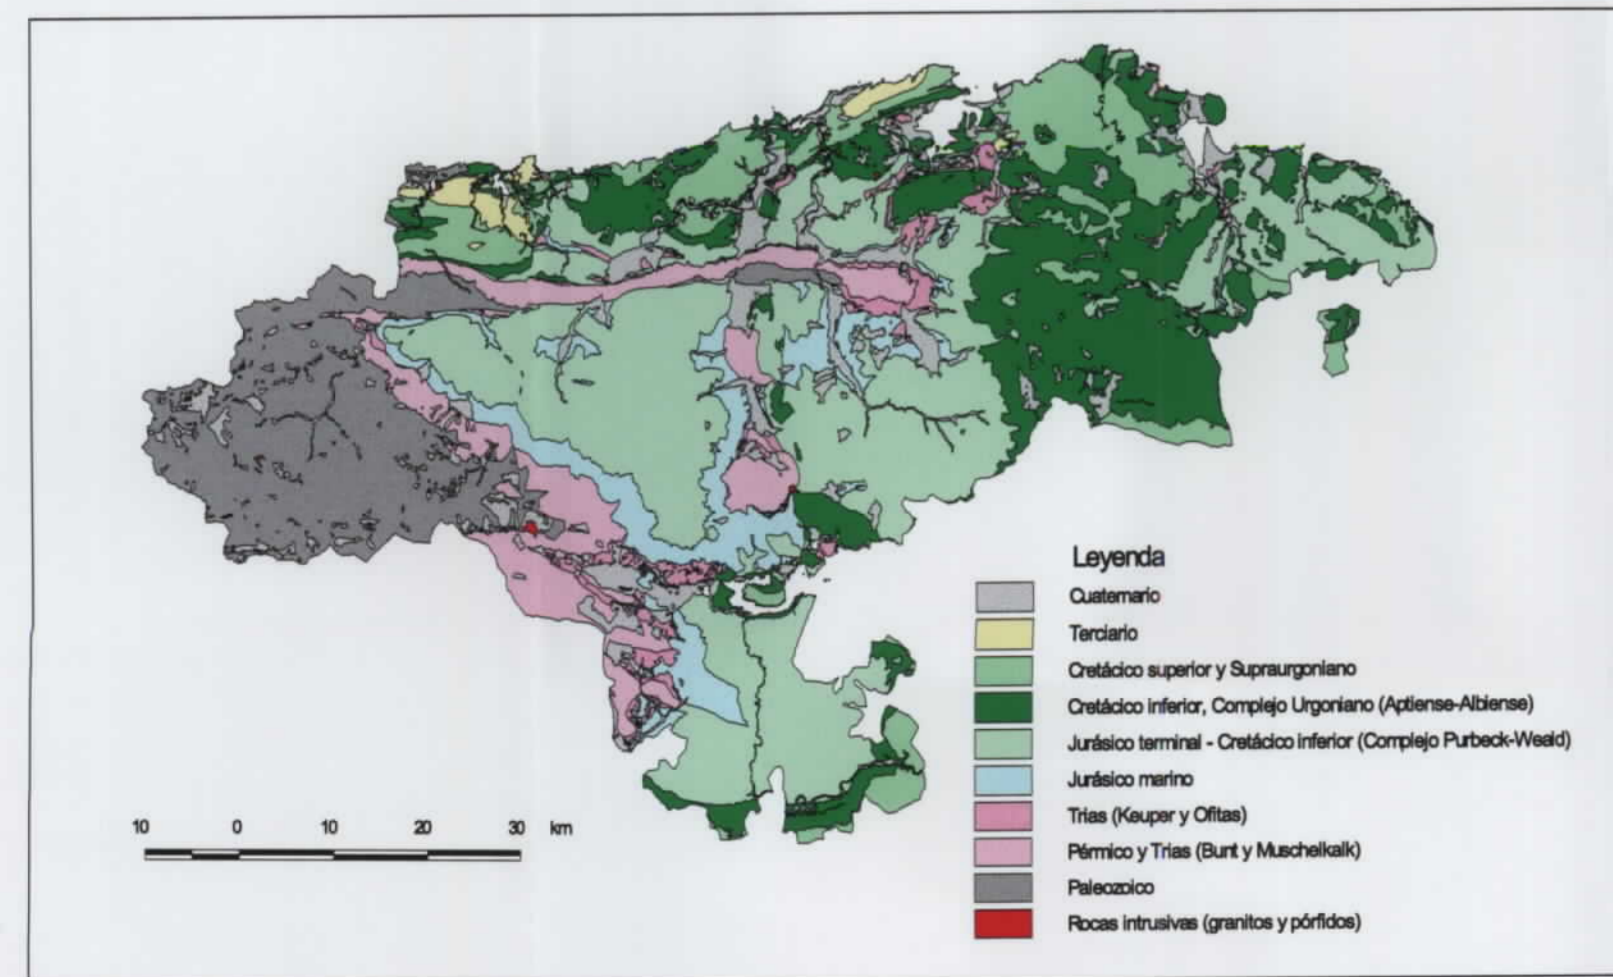 Leyenda
Cuaternario
Terciario
Cretácico superior y Supraurgoniano
Cretácico inferior, Complejo Urgoniano (Aptiense-Albiense)
Jurásico terminal - Cretácico inferior (Complejo Purbeck-Weald)
Jurásico marino
Trias (Keuper y Ofitas)
Pérmico y Trias (Bunt y Muschelkalk)
Paleozoico
Rocas intrusivas (granitos y pórfidos)
10 0 10 20 30 km